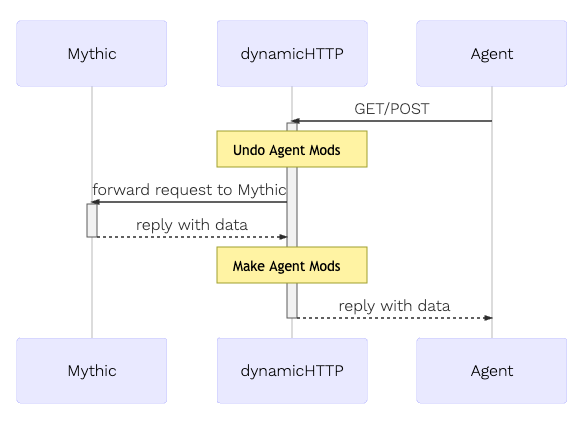 Mythic
dynamicHTTP
Agent
GET/POST
Undo Agent Mods
forward request to Mythic
reply with data
Make Agent Mods
reply with data
Mythic
dynamicHTTP
Agent